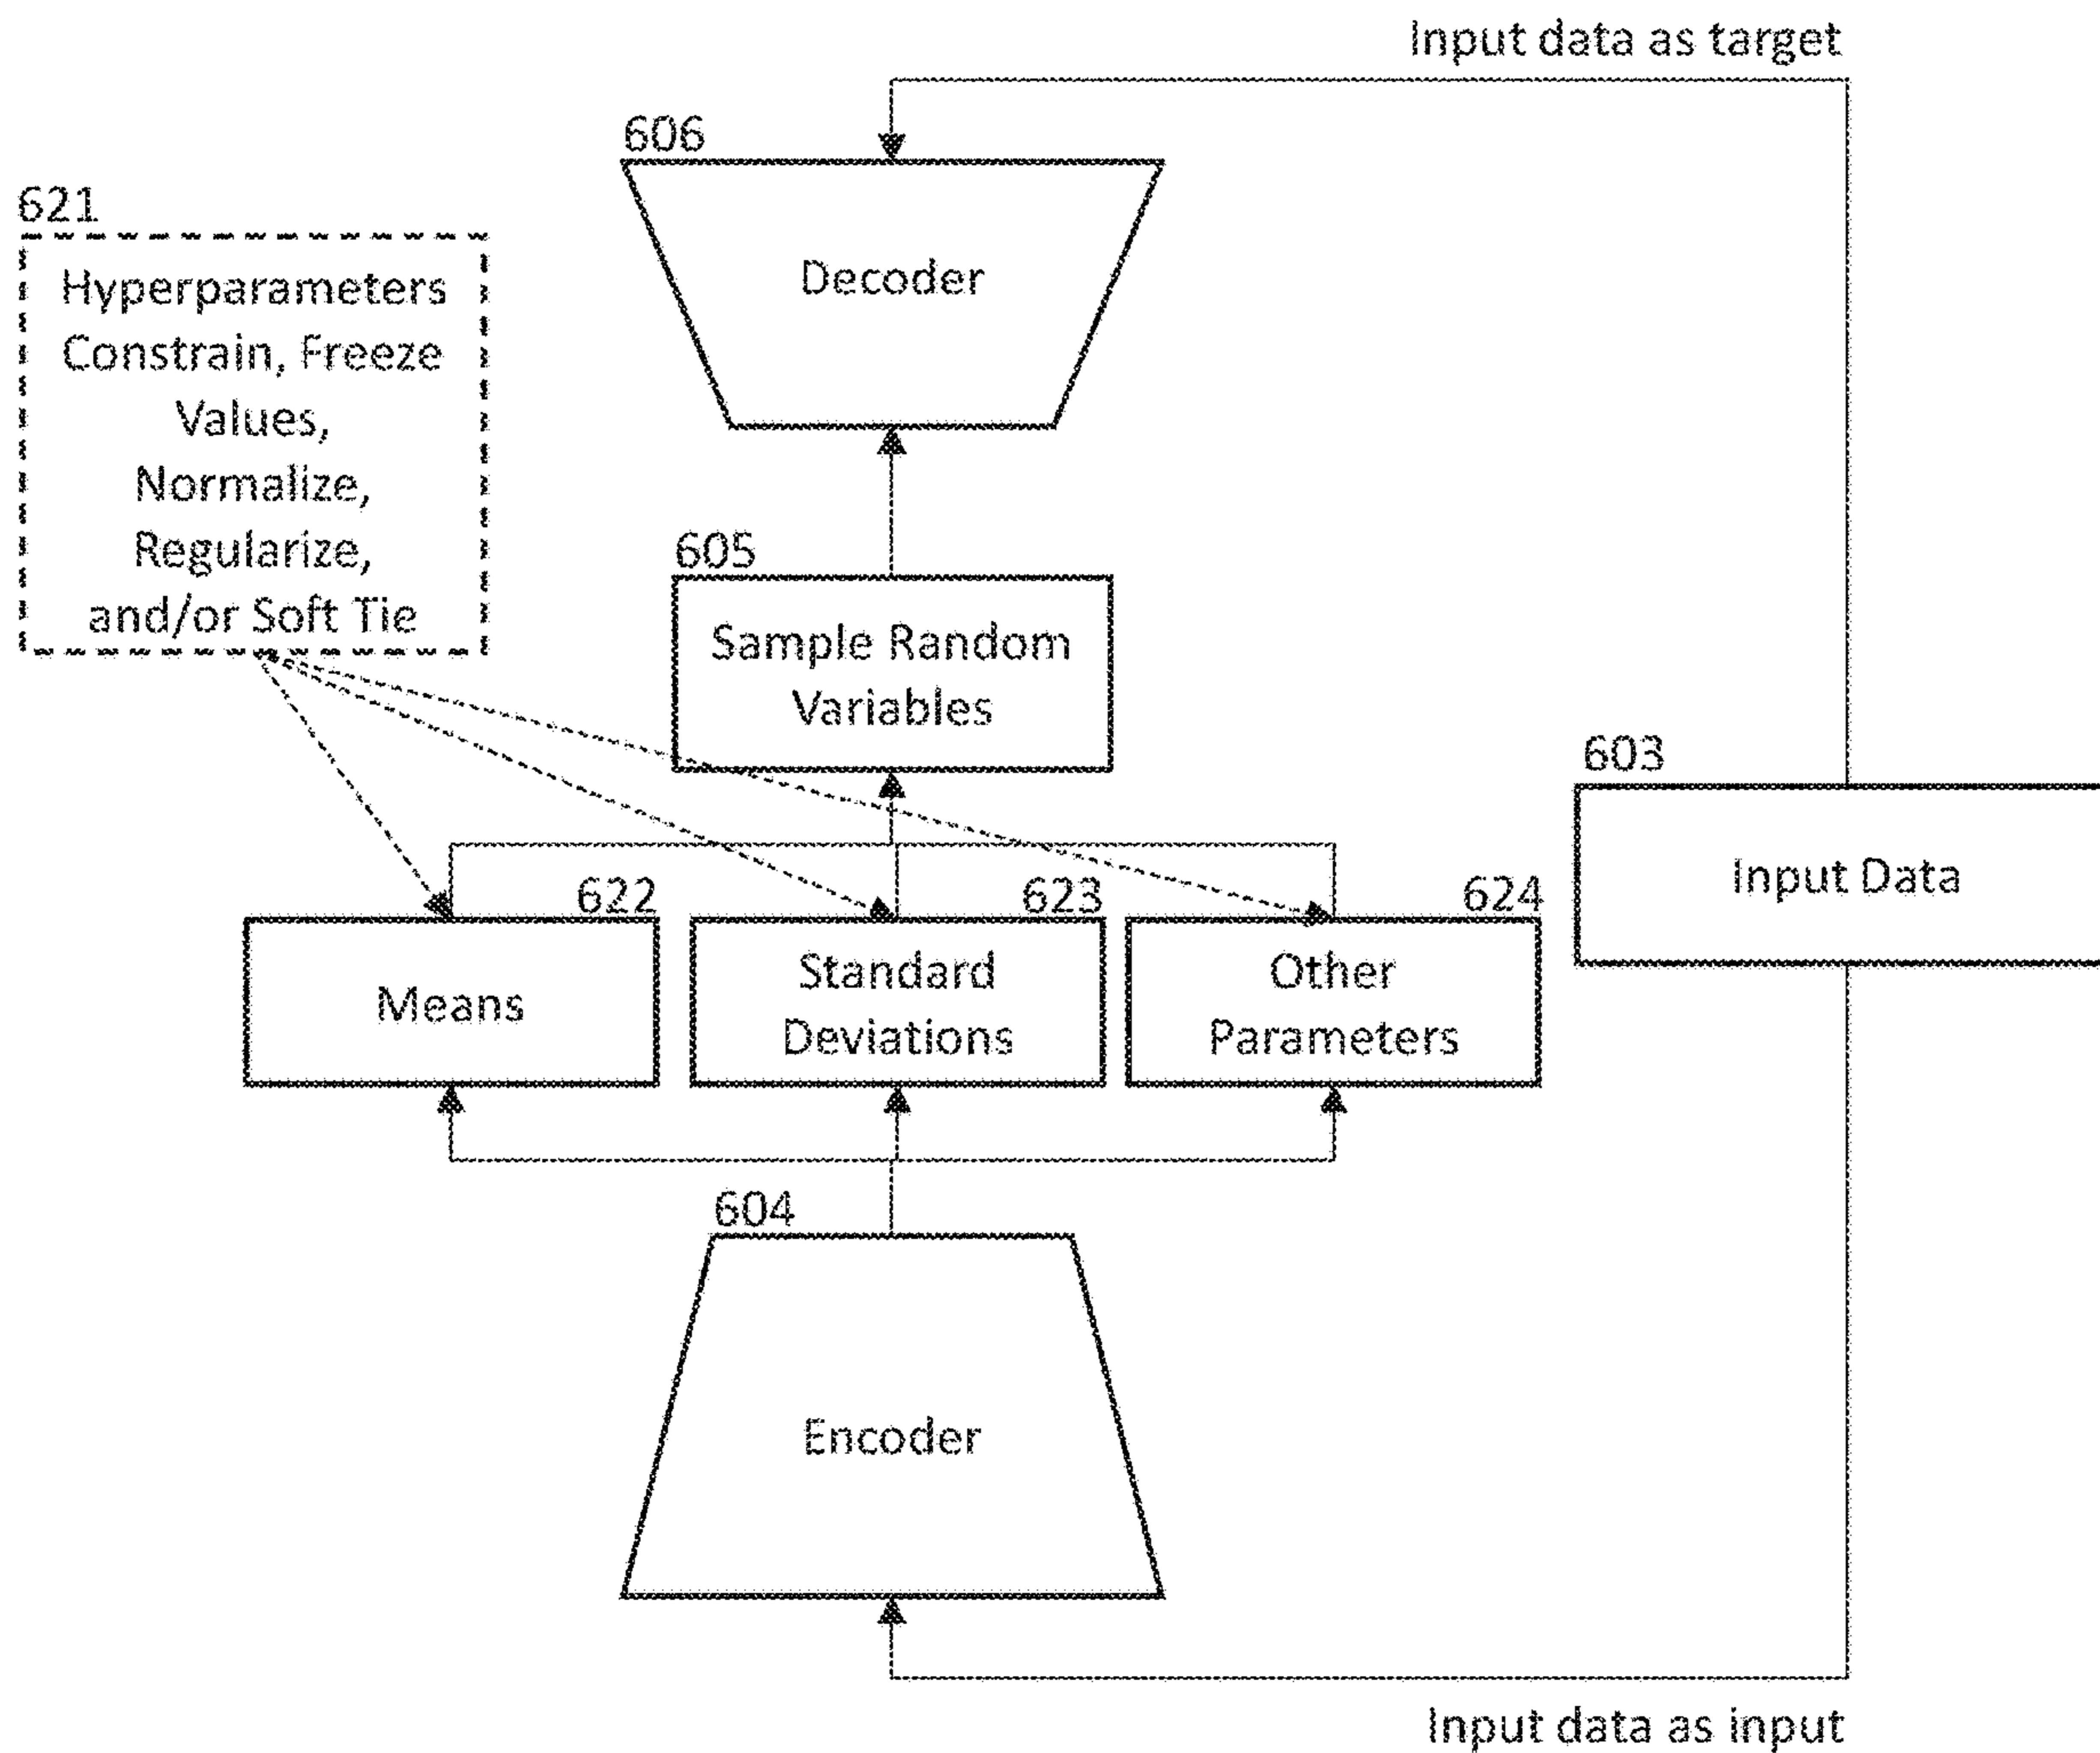 Input data as target
606
621
Hyperparameters
Constrain, Freeze
Values,
Normalize,
Regularize,
and/or Soft Tie
Decoder
605
Sample Random
Variables
603
Input Data
622
Means
623
Standard
Deviations
624
Other
Parameters
604
Encoder
Input data as input